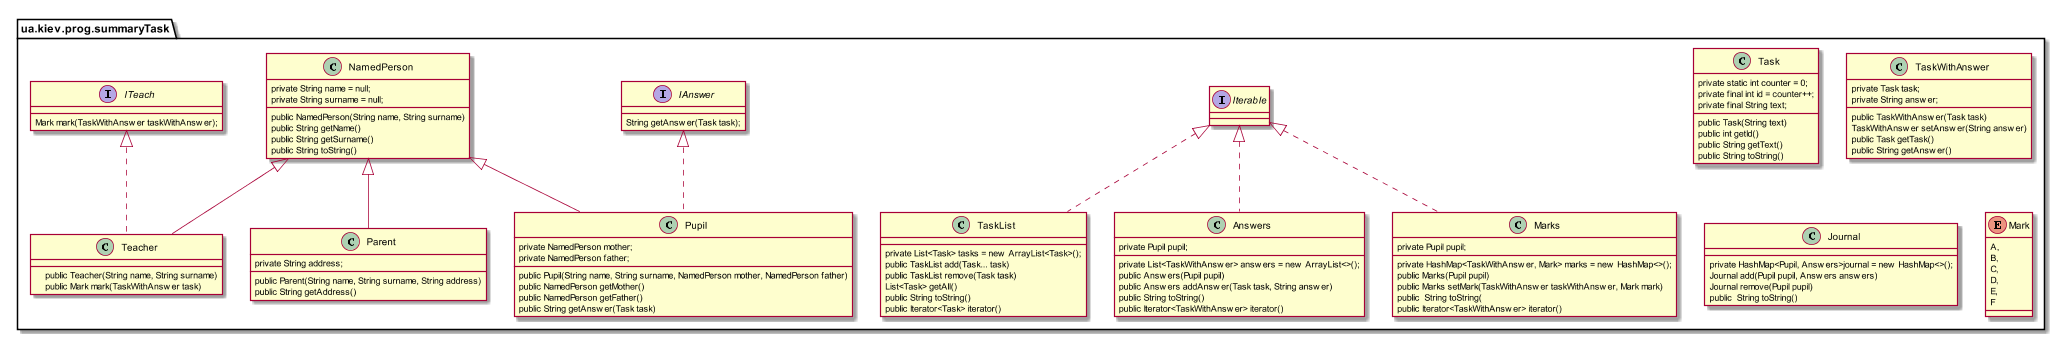 ua.kiev.prog.summaryTask
I ITeach
Mark mark(TaskWithAnswer taskWithAnswer);
C NamedPerson
private String name = null;
private String surname = null;
public NamedPerson(String name, String surname)
public String getName()
public String getSurname()
public String toString()
I IAnswer
String getAnswer(Task task);
I Iterable
C Task
private static int counter = 0;
private final int id = counter++;
private final String text;
public Task(String text)
public int getId()
public String getText()
public String toString()
C TaskWithAnswer
private Task task;
private String answer;
public TaskWithAnswer(Task task)
TaskWithAnswer setAnswer(String answer)
public Task getTask()
public String getAnswer()
C Teacher
public Teacher(String name, String surname)
public Mark mark(TaskWithAnswer task)
C Parent
private String address;
public Parent(String name, String surname, String address)
public String getAddress()
C Pupil
private NamedPerson mother;
private NamedPerson father;
public Pupil(String name, String surname, NamedPerson mother, NamedPerson father)
public NamedPerson getMother()
public NamedPerson getFather()
public String getAnswer(Task task)
C TaskList
private List<Task> tasks = new ArrayList<Task>();
public TaskList add(Task... task)
public TaskList remove(Task task)
List<Task> getAll()
public String toString()
public Iterator<Task> iterator()
C Answers
private Pupil pupil;
private List<TaskWithAnswer> answers = new ArrayList<>();
public Answers(Pupil pupil)
public Answers addAnswer(Task task, String answer)
public String toString()
public Iterator<TaskWithAnswer> iterator()
C Marks
private Pupil pupil;
private HashMap<TaskWithAnswer, Mark> marks = new HashMap<>();
public Marks(Pupil pupil)
public Marks setMark(TaskWithAnswer taskWithAnswer, Mark mark)
public String toString(
public Iterator<TaskWithAnswer> iterator()
C Journal
private HashMap<Pupil, Answers>journal = new HashMap<>();
Journal add(Pupil pupil, Answers answers)
Journal remove(Pupil pupil)
public String toString()
E Mark
A,
B,
C,
D,
E,
F